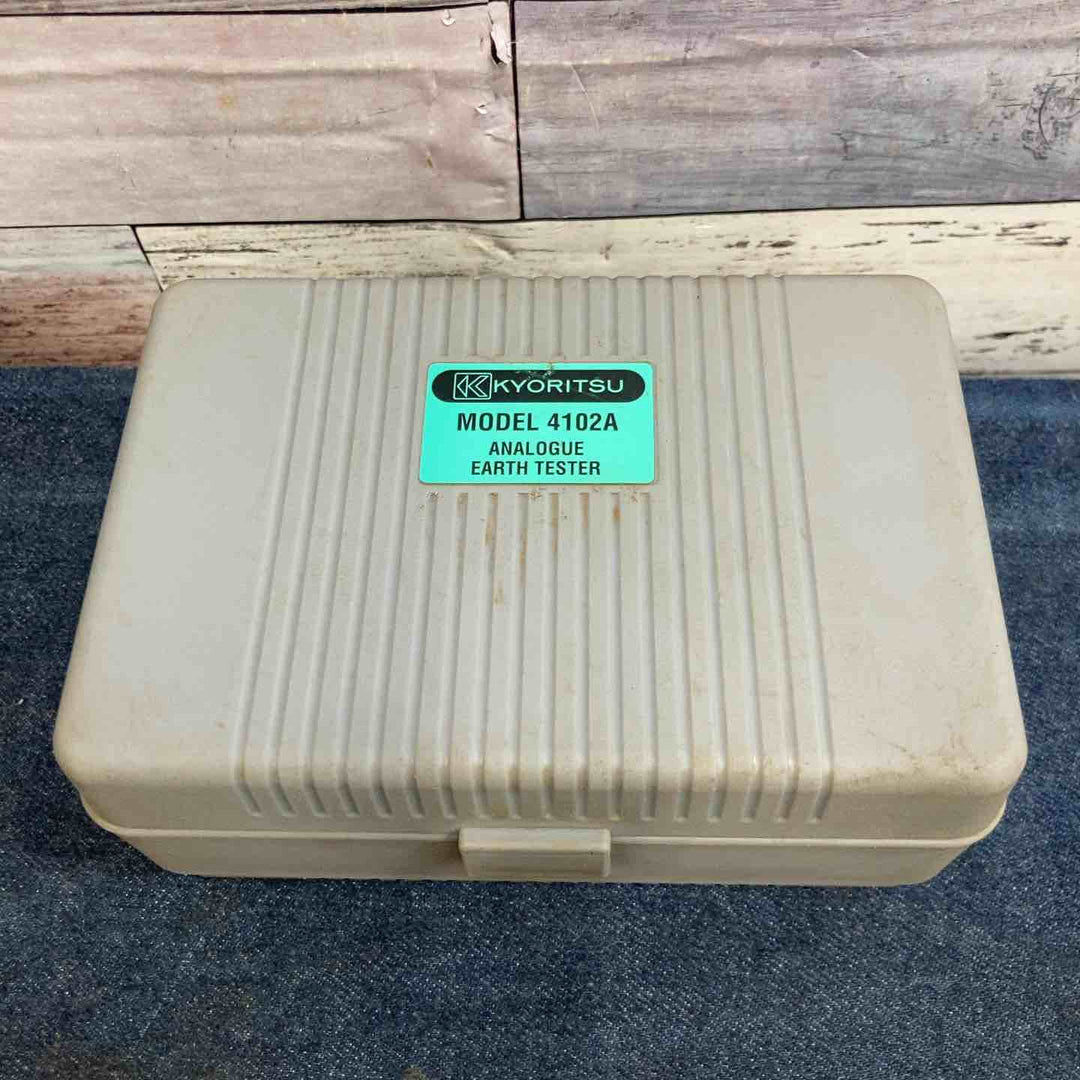 KYORITSU
MODEL 4102A
ANALOGUE
EARTH TESTER